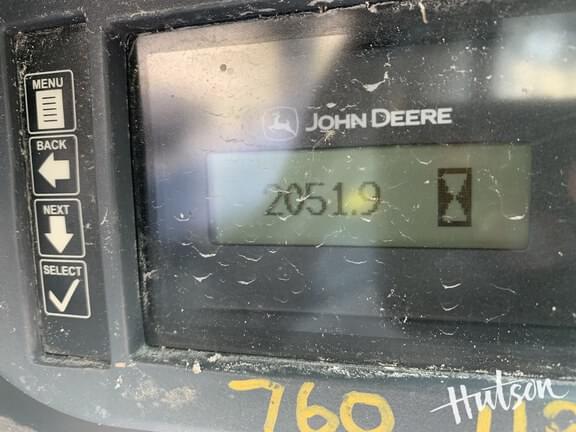 MENU
BACK
NEXT
SELECT
JOHN DEERE
2051.9
760
Hutson